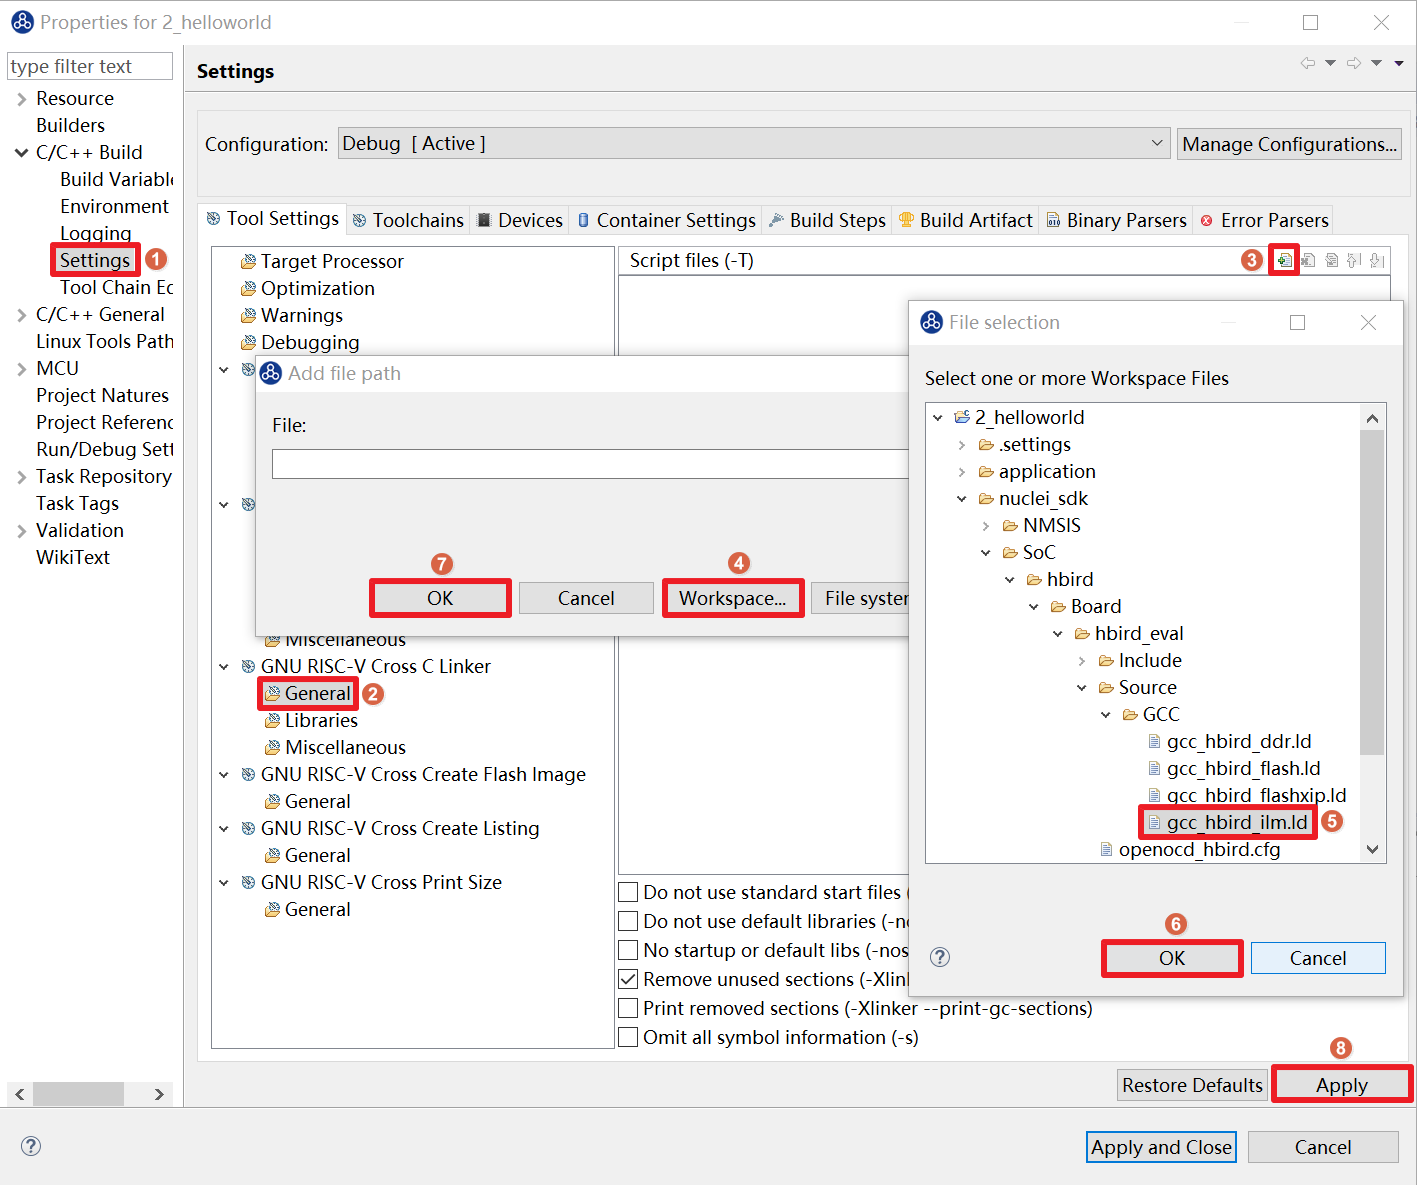 Properties for 2_helloworld
type filter text
Resource
Builders
C/C++ Build
Build Variable
Environment
Logging
Settings
1
Tool Chain Ec
C/C++ General
Linux Tools Path
MCU
Project Natures
Project Referenc
Run/Debug Sett
Task Repository
Task Tags
Validation
WikiText
Settings
Configuration:
Debug [ Active ]
Manage Configurations...
Tool Settings
Toolchains
Devices
Container Settings
Build Steps
Build Artifact
Binary Parsers
Error Parsers
Target Processor
Optimization
Warnings
Debugging
Miscellaneous
GNU RISC-V Cross C Linker
General
2
Libraries
Miscellaneous
GNU RISC-V Cross Create Flash Image
General
GNU RISC-V Cross Create Listing
General
GNU RISC-V Cross Print Size
General
Script files (-T)
3
Add file path
File:
7
OK
Cancel
4
Workspace...
File syster
File selection
Select one or more Workspace Files
2_helloworld
.settings
application
nuclei_sdk
NMSIS
SoC
hbird
Board
hbird_eval
Include
Source
GCC
gcc_hbird_ddr.ld
gcc_hbird_flash.ld
gcc_hbird_flashxip.ld
gcc_hbird_ilm.ld
5
openocd_hbird.cfg
6
OK
Cancel
Do not use standard start files (
Do not use default libraries (-no
No startup or default libs (-nos
Remove unused sections (-Xlin
Print removed sections (-Xlinker --print-gc-sections)
Omit all symbol information (-s)
8
Restore Defaults
Apply
Apply and Close
Cancel